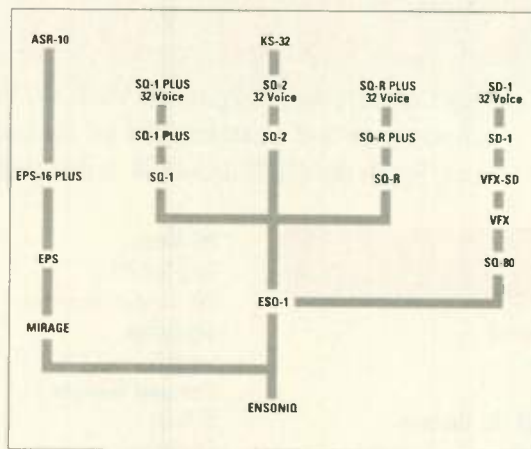 ASR-10
KS-32
SQ-1 PLUS
32 Voice
SQ-2
32 Voice
SQ-R PLUS
32 Voice
SD-1
32 Voice
SQ-1 PLUS
SQ-2
SQ-R PLUS
SD-1
EPS-16 PLUS
SQ-1
SQ-R
VFX-SD
VFX
EPS
SQ-80
ESQ-1
MIRAGE
ENSONIQ